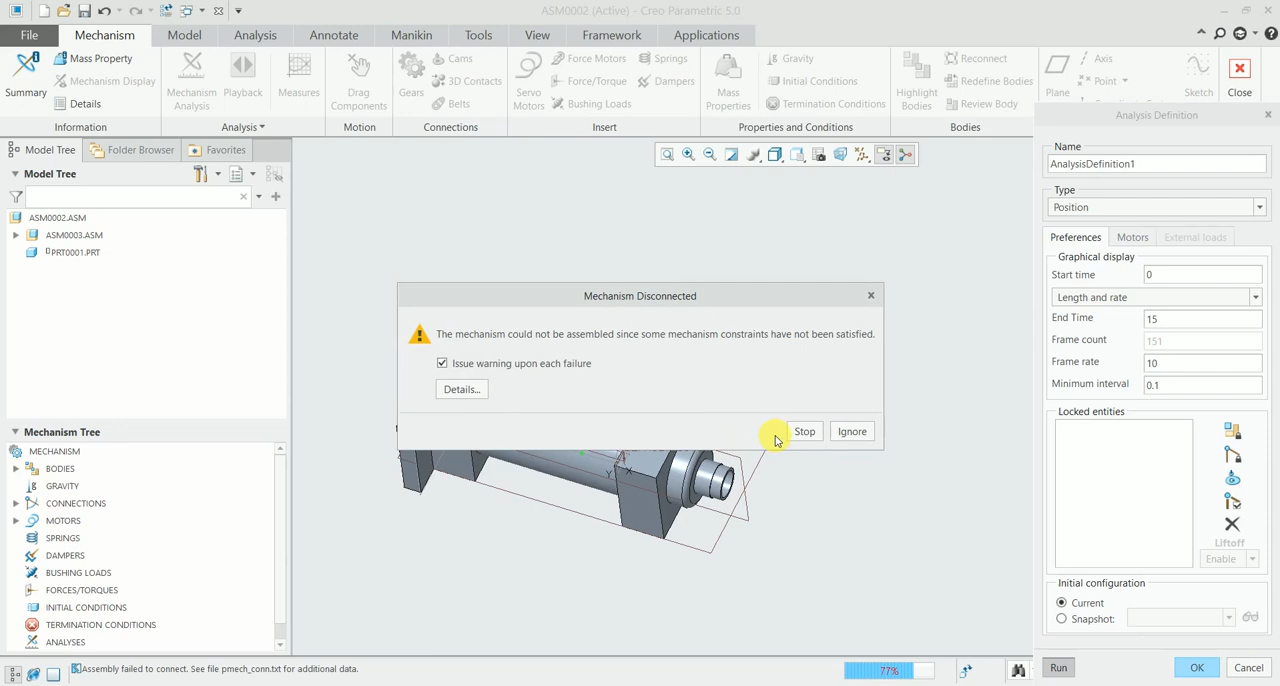 ASM0002 (Active) - Creo Parametric 5.0
File
Mechanism
Model
Analysis
Annotate
Manikin
Tools
View
Framework
Applications
Summary
Mass Property
Mechanism Display
Details
Information
Mechanism
Analysis
Playback
Measures
Analysis
Drag
Components
Motion
Gears
Cams
3D Contacts
Belts
Connections
Servo
Motors
Force Motors
Force/Torque
Bushing Loads
Springs
Dampers
Insert
Mass
Properties
Gravity
Initial Conditions
Termination Conditions
Properties and Conditions
Highlight
Bodies
Reconnect
Redefine Bodies
Review Body
Bodies
Plane
Axis
Point
Sketch
Close
Model Tree
Folder Browser
Favorites
Model Tree
ASM0002.ASM
ASM0003.ASM
PRT0001.PRT
Mechanism Tree
MECHANISM
BODIES
GRAVITY
CONNECTIONS
MOTORS
SPRINGS
DAMPERS
BUSHING LOADS
FORCES/TORQUES
INITIAL CONDITIONS
TERMINATION CONDITIONS
ANALYSES
Mechanism Disconnected
The mechanism could not be assembled since some mechanism constraints have not been satisfied.
Issue warning upon each failure
Details...
Stop
Ignore
Y
X
Analysis Definition
Name
AnalysisDefinition1
Type
Position
Preferences
Motors
External loads
Graphical display
Start time
0
Length and rate
End Time
15
Frame count
151
Frame rate
10
Minimum interval
0.1
Locked entities
Liftoff
Enable
Initial configuration
Current
Snapshot:
Run
OK
Cancel
Assembly failed to connect. See file pmech_conn.txt for additional data.
77%